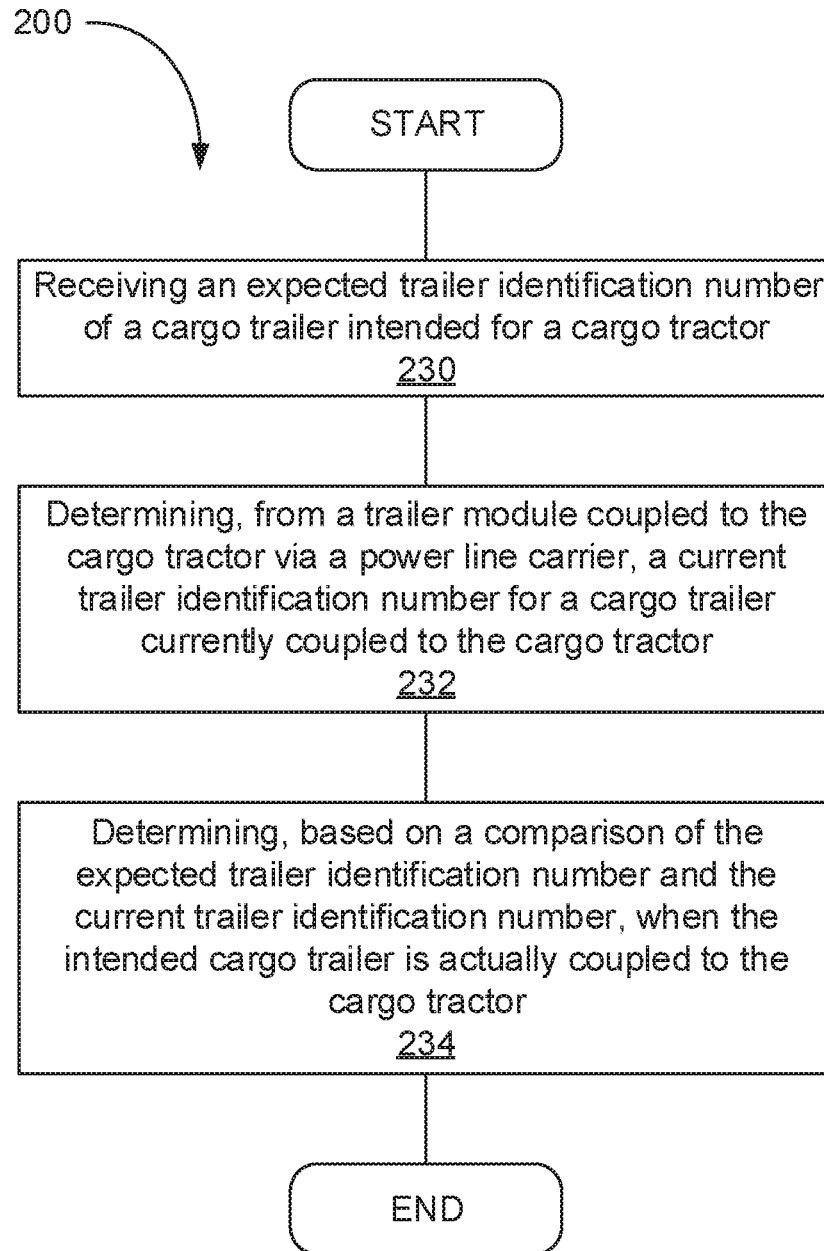 200
START
Receiving an expected trailer identification number
of a cargo trailer intended for a cargo tractor
230
Determining, from a trailer module coupled to the
cargo tractor via a power line carrier, a current
trailer identification number for a cargo trailer
currently coupled to the cargo tractor
232
Determining, based on a comparison of the
expected trailer identification number and the
current trailer identification number, when the
intended cargo trailer is actually coupled to the
cargo tractor
234
END